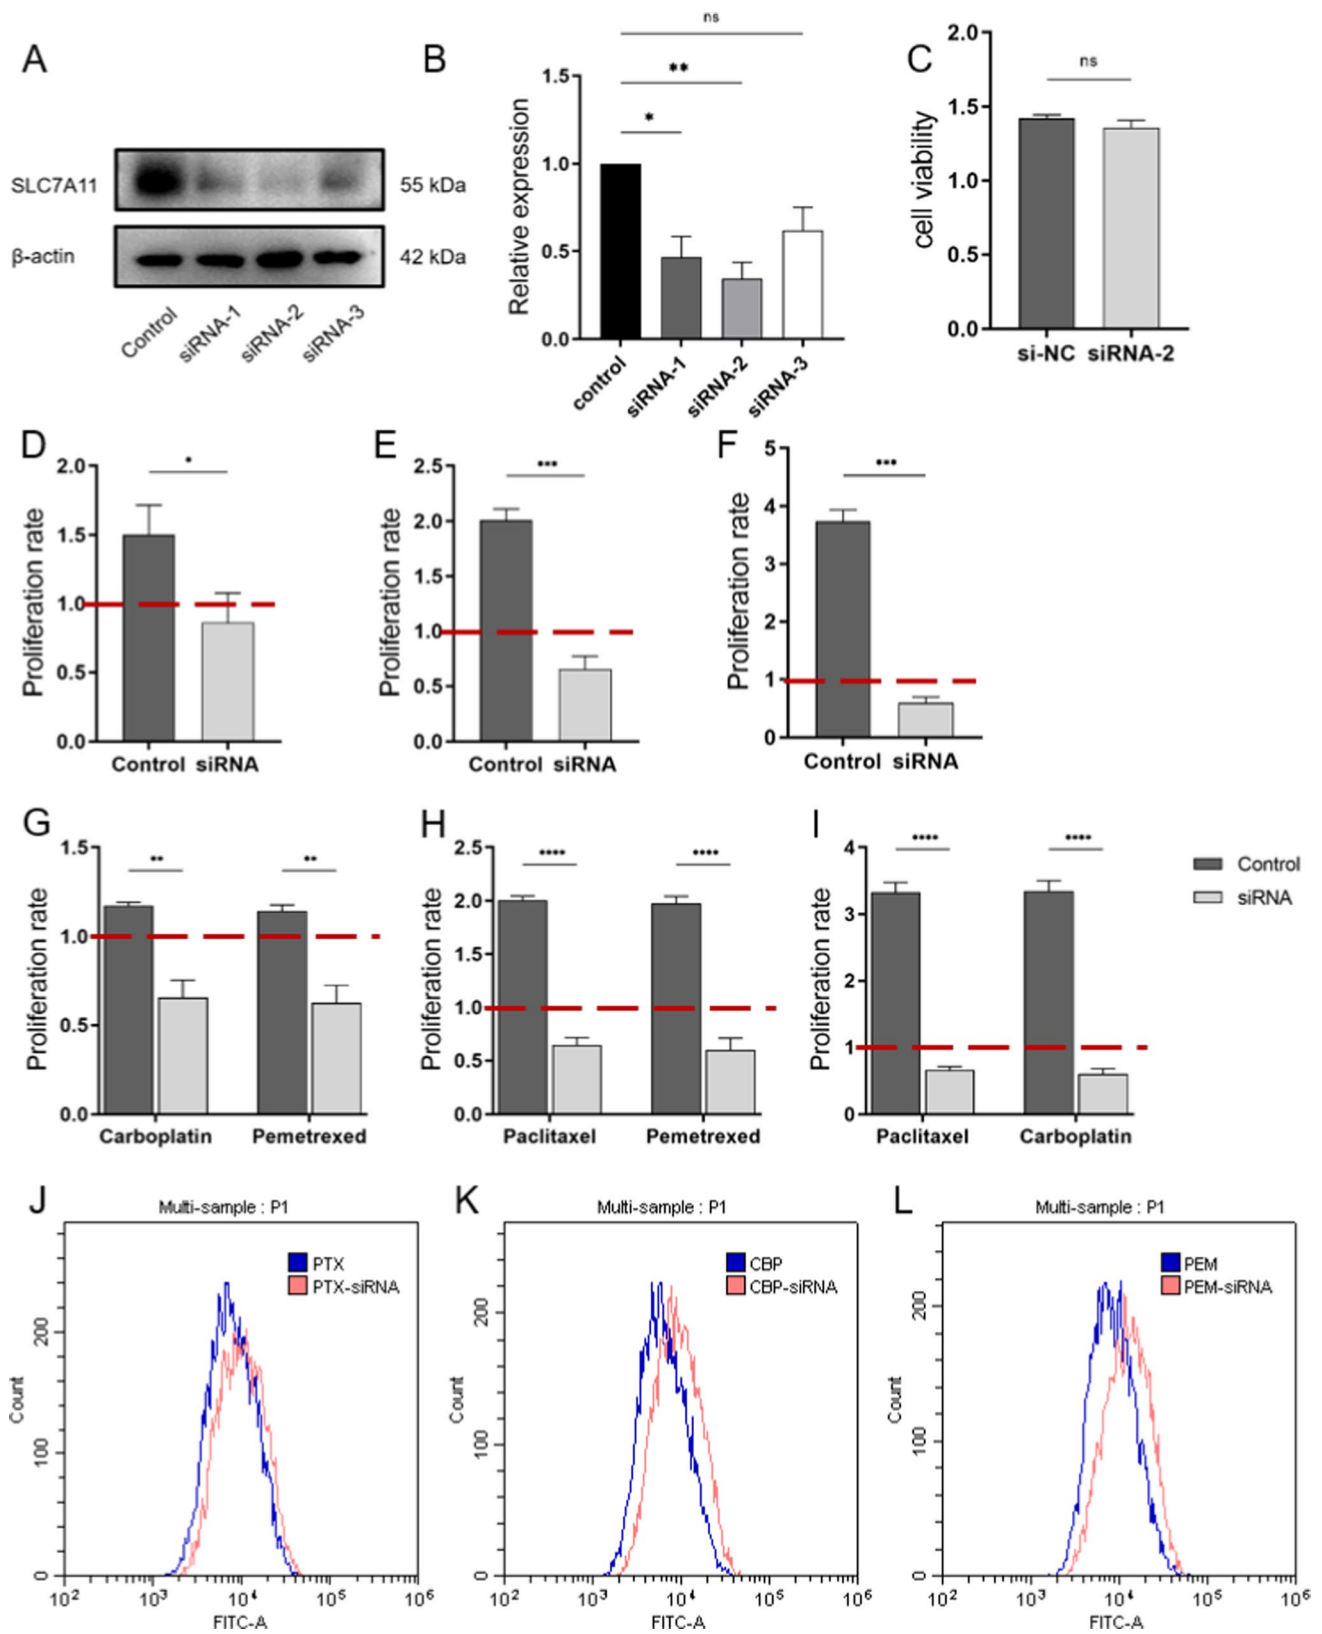 A
SLC7A11
55 kDa
β-actin
42 kDa
Control
siRNA-1
siRNA-2
siRNA-3
B
ns
**
*
Relative expression
1.5
1.0
0.5
0.0
control
siRNA-1
siRNA-2
siRNA-3
C
ns
cell viability
2.0
1.5
1.0
0.5
0.0
si-NC siRNA-2
D
*
Proliferation rate
2.0
1.5
1.0
0.5
0.0
Control siRNA
E
***
Proliferation rate
2.5
2.0
1.5
1.0
0.5
0.0
Control siRNA
F
***
Proliferation rate
5
4
3
2
1
0
Control siRNA
G
** **
Proliferation rate
1.5
1.0
0.5
0.0
Carboplatin Pemetrexed
H
**** ****
Proliferation rate
2.5
2.0
1.5
1.0
0.5
0.0
Paclitaxel Pemetrexed
I
**** ****
Proliferation rate
4
3
2
1
0
Paclitaxel Carboplatin
Control
siRNA
J
Multi-sample : P1
PTX
PTX-siRNA
Count
200
100
0
10² 10³ 10⁴ 10⁵ 10⁶
FITC-A
K
Multi-sample : P1
CBP
CBP-siRNA
Count
200
100
0
10² 10³ 10⁴ 10⁵ 10⁶
FITC-A
L
Multi-sample : P1
PEM
PEM-siRNA
Count
200
100
0
10² 10³ 10⁴ 10⁵ 10⁶
FITC-A